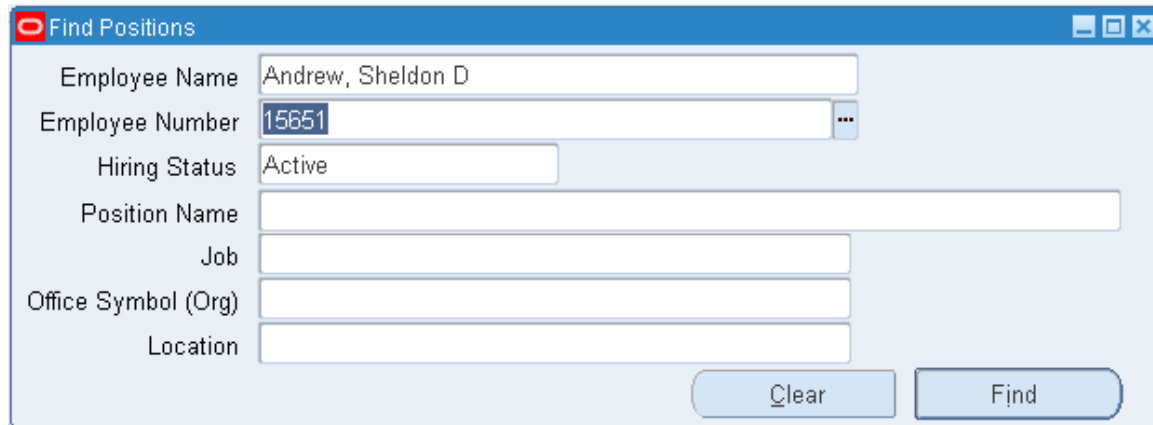 Find Positions
Employee Name Andrew, Sheldon D
Employee Number 15651 ...
Hiring Status Active
Position Name
Job
Office Symbol (Org)
Location
Clear Find